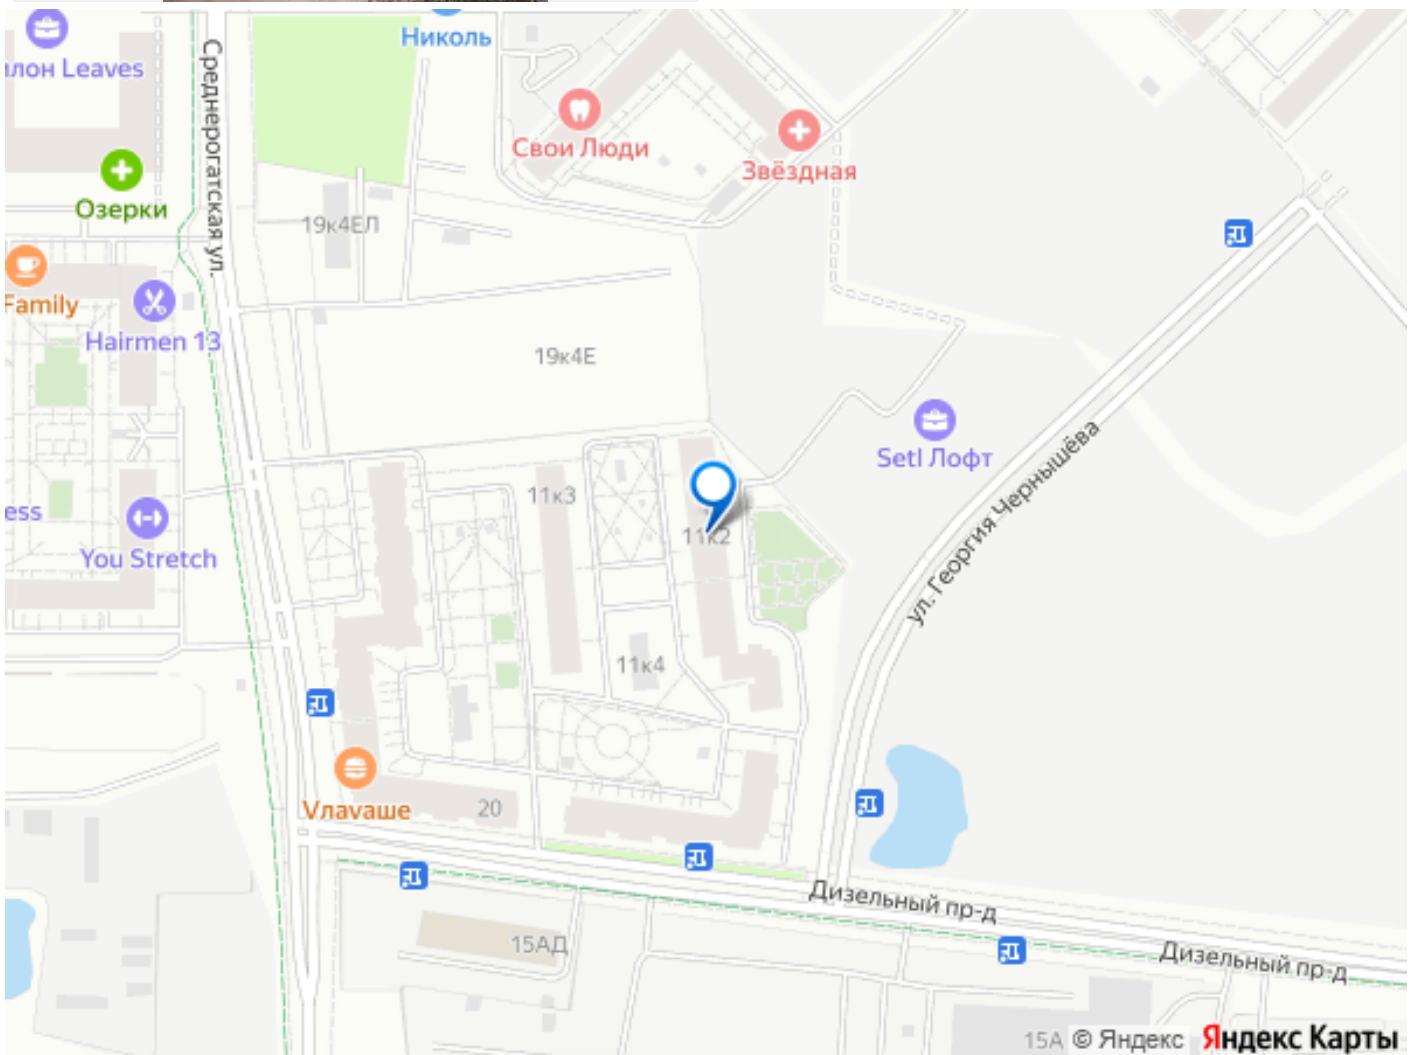 Николь
лон Leaves
Среднерогатская ул.
Свои Люди
Звёздная
Озерки
19к4ЕЛ
Family
Hairmen 13
19к4Е
Setl Лофт
ул. Георгия Чернышёва
11к3
ess
11к2
You Stretch
11к4
Vлаvаше
20
Дизельный пр-д
15АД
Дизельный пр-д
15А
© Яндекс
Яндекс Карты